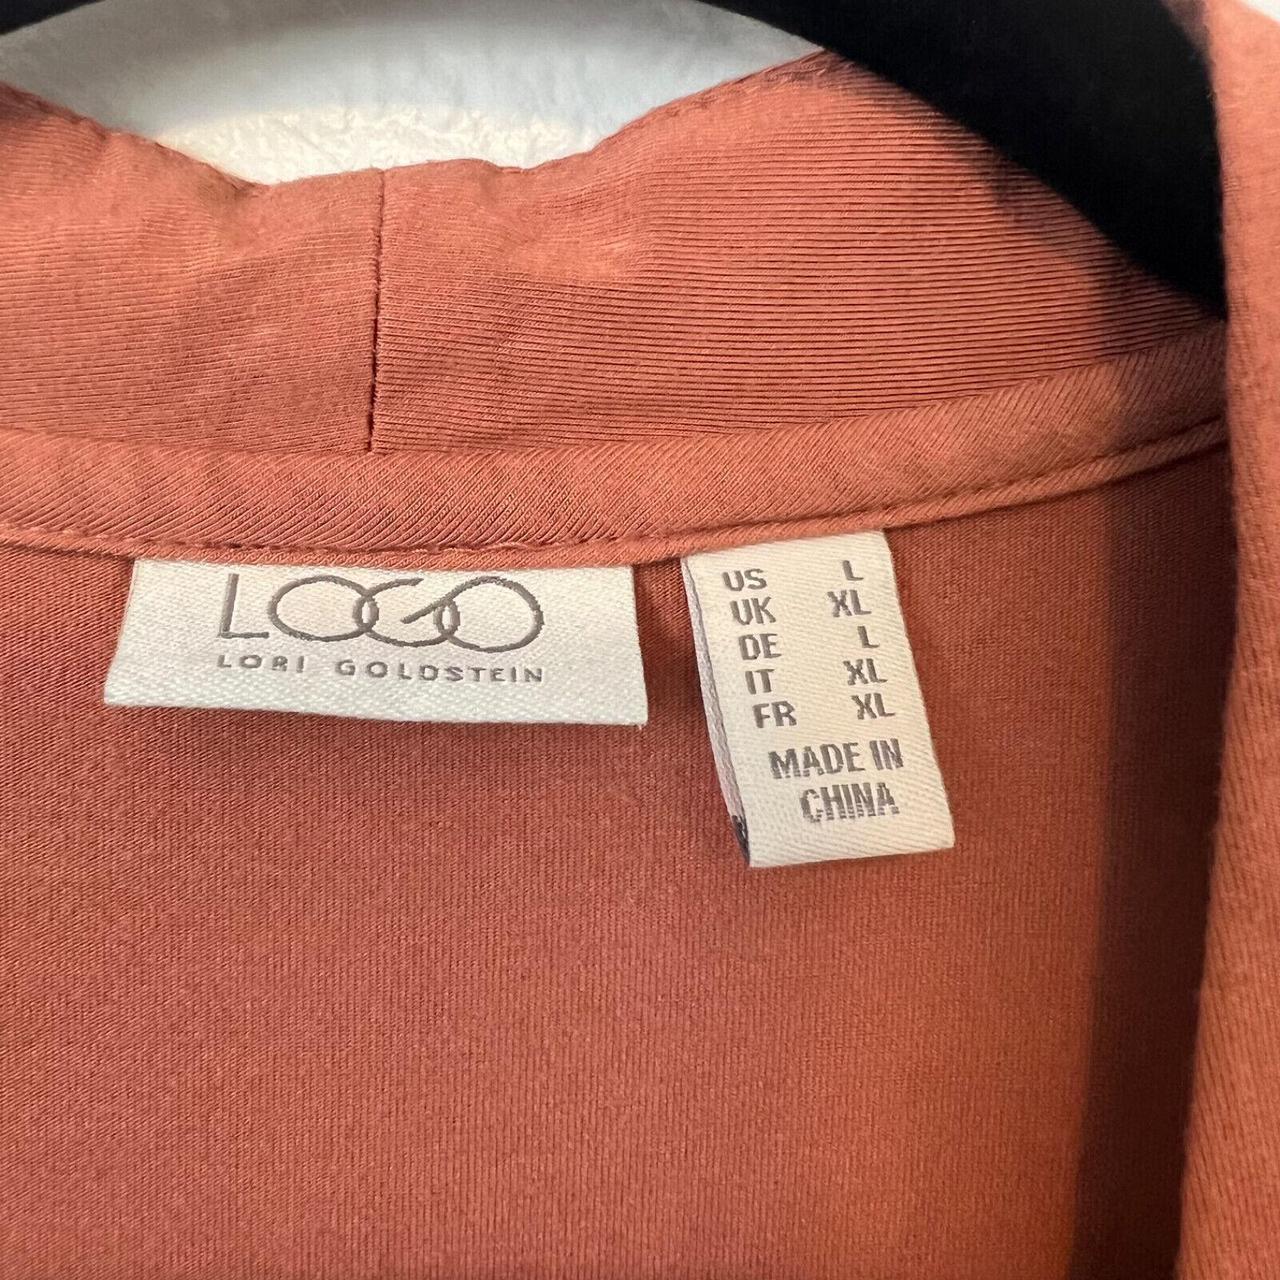 LOGO
LORI GOLDSTEIN
US L
UK XL
DE L
IT XL
FR XL
MADE IN
CHINA